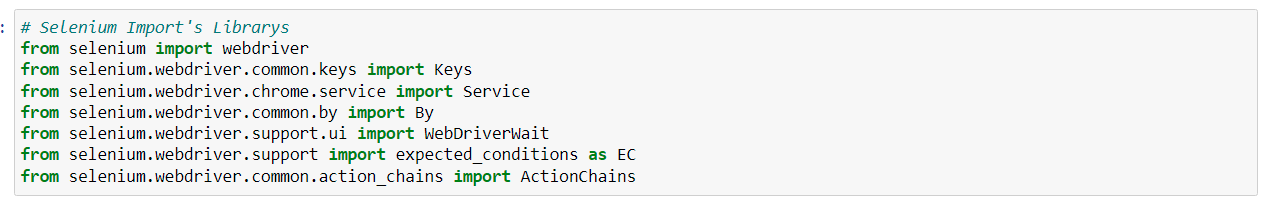 : # Selenium Import's Librarys
from selenium import webdriver
from selenium.webdriver.common.keys import Keys
from selenium.webdriver.chrome.service import Service
from selenium.webdriver.common.by import By
from selenium.webdriver.support.ui import WebDriverWait
from selenium.webdriver.support import expected_conditions as EC
from selenium.webdriver.common.action_chains import ActionChains